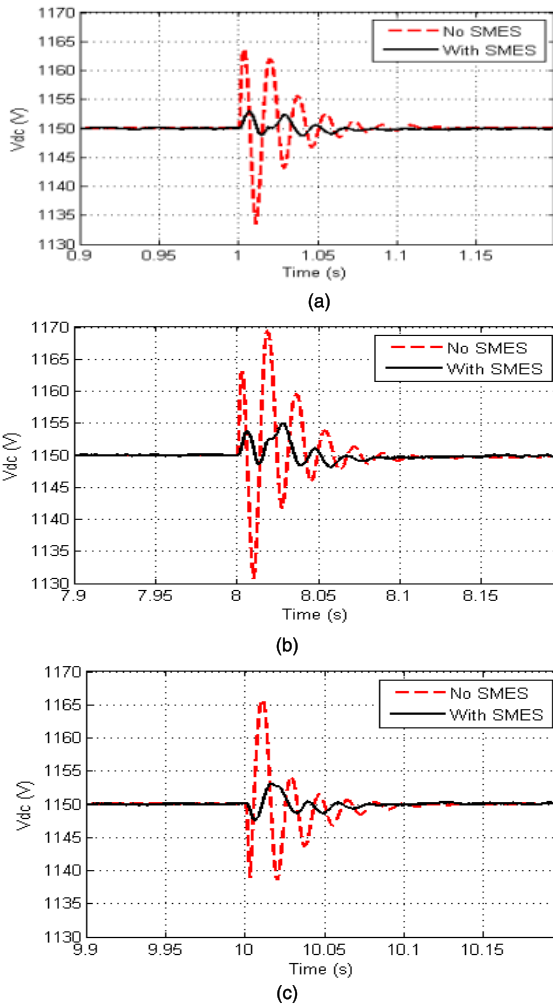 1170
1165
1160
1155
1150
1145
1140
1135
1130
Vdc (V)
No SMES
With SMES
0.9 0.95 1 1.05 1.1 1.15
Time (s)
(a)
1170
1165
1160
1155
1150
1145
1140
1135
1130
Vdc (V)
No SMES
With SMES
7.9 7.95 8 8.05 8.1 8.15
Time (s)
(b)
1170
1165
1160
1155
1150
1145
1140
1135
1130
Vdc (V)
No SMES
With SMES
9.9 9.95 10 10.05 10.1 10.15
Time (s)
(c)